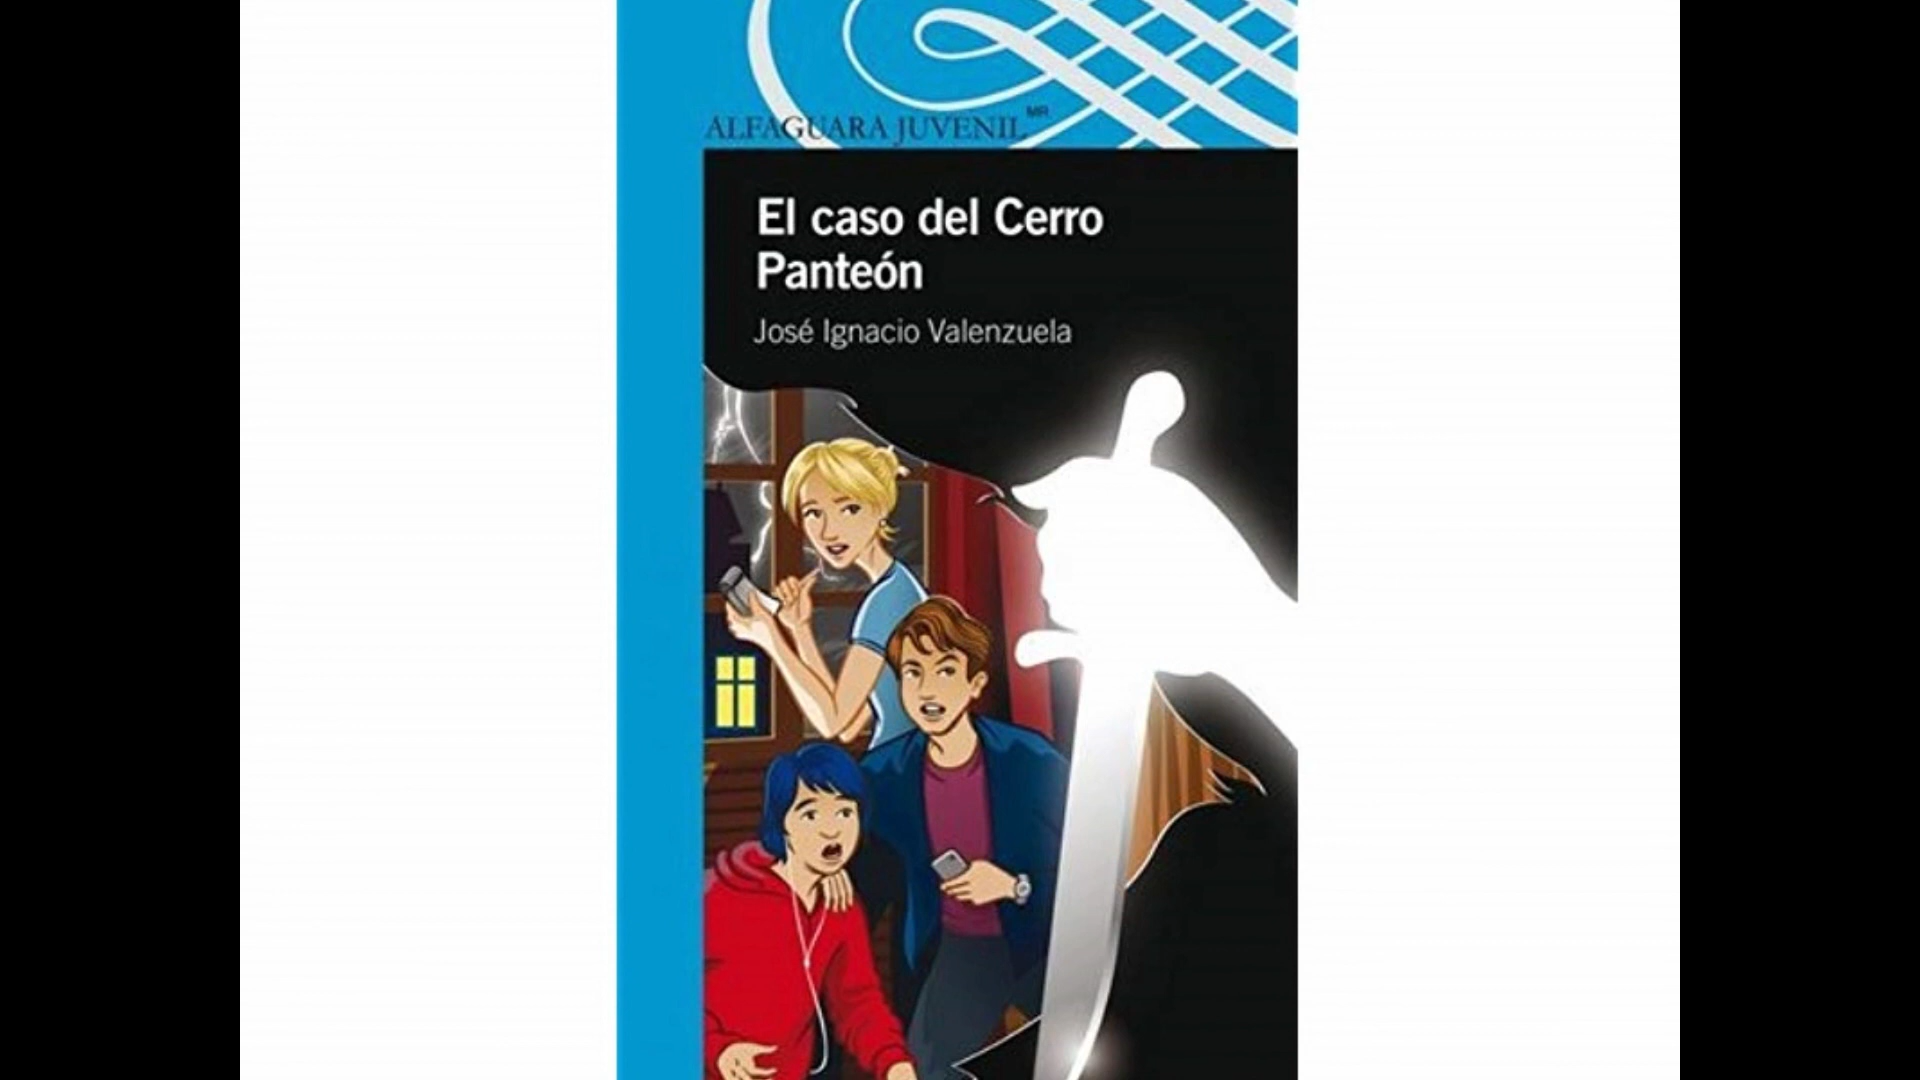 ALFAGUARA JUVENIL MR
El caso del Cerro
Panteón
José Ignacio Valenzuela